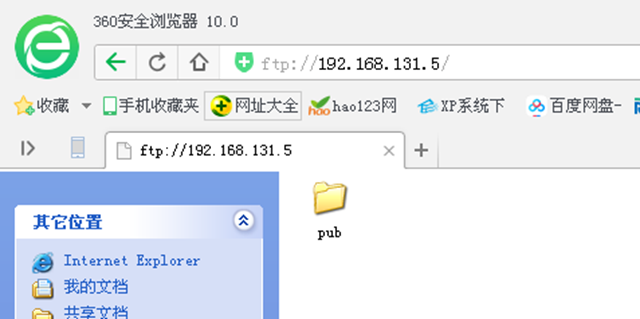 360安全浏览器 10.0
ftp://192.168.131.5/
收藏 手机收藏夹 网址大全 hao123网 XP系统下 百度网盘-
ftp://192.168.131.5
其它位置
pub
Internet Explorer
我的文档
共享文档